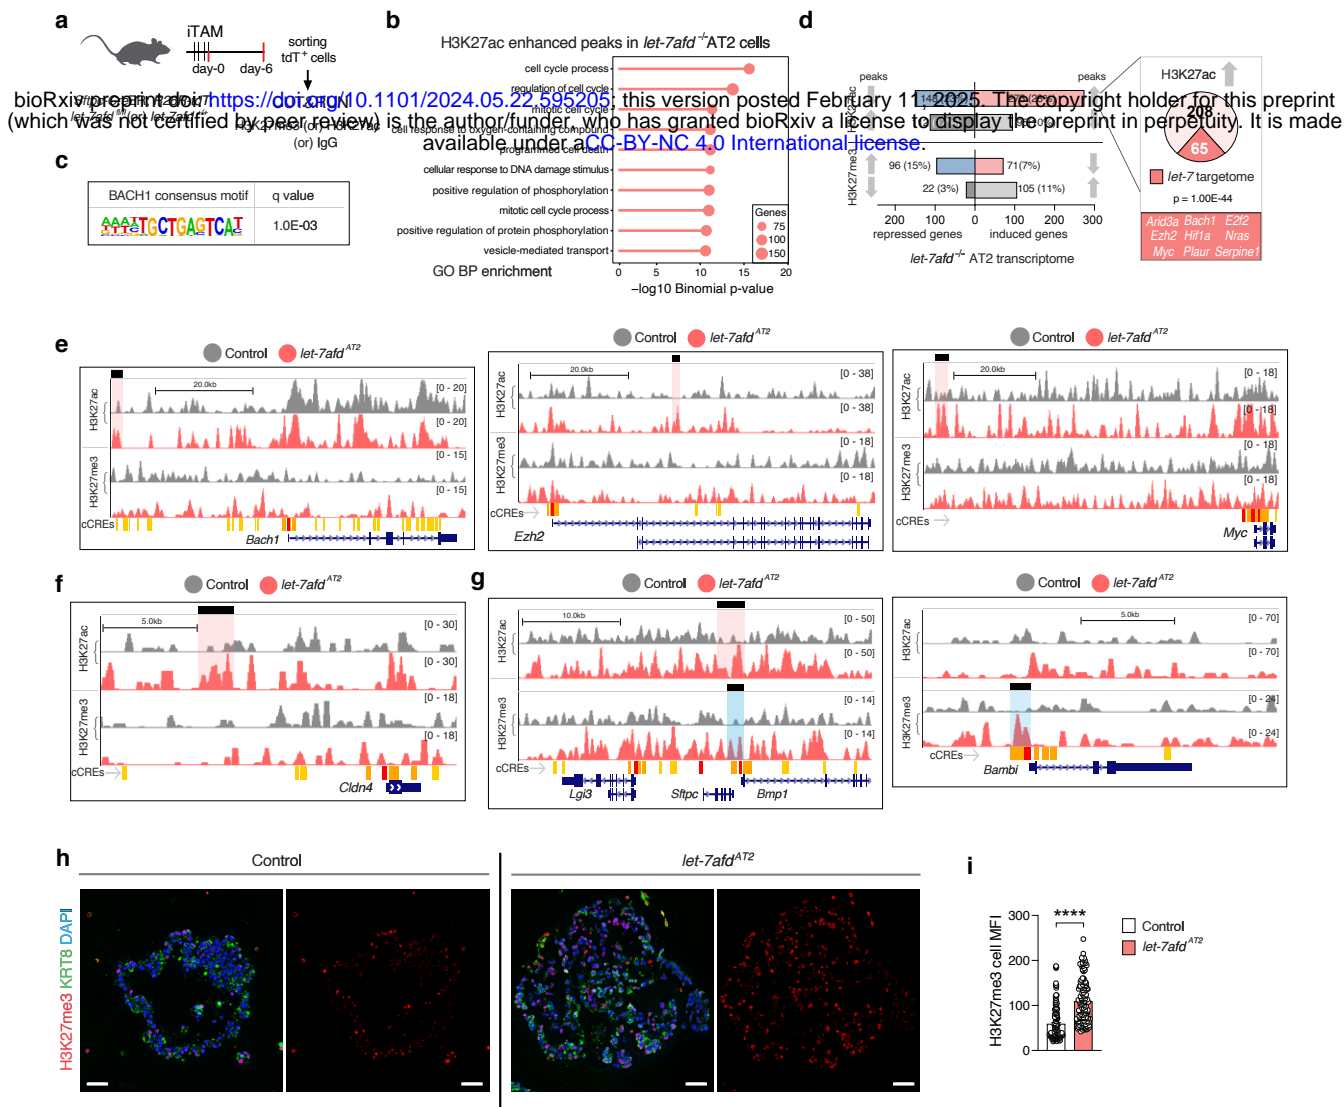 a
iTAM
day-0
day-6
sorting
tdT+ cells
CUT&RUN
H3K27me3 (or) H3K27ac
(or) IgG
b
H3K27ac enhanced peaks in let-7afd-/-AT2 cells
cell cycle process
regulation of cell cycle
mitotic cell cycle
cell response to oxygen-containing compound
programmed cell death
cellular response to DNA damage stimulus
positive regulation of phosphorylation
mitotic cell cycle process
positive regulation of protein phosphorylation
vesicle-mediated transport
Genes
75
100
150
GO BP enrichment
0 5 10 15 20
−log10 Binomial p-value
bioRxiv preprint doi: https://doi.org/10.1101/2024.05.22.595205; this version posted February 11, 2025. The copyright holder for this preprint
(which was not certified by peer review) is the author/funder, who has granted bioRxiv a license to display the preprint in perpetuity. It is made
available under aCC-BY-NC 4.0 International license.
c
BACH1 consensus motif
q value
TGCTGAGTCA
1.0E-03
d
peaks
peaks
H3K27me3
96 (15%)
71(7%)
22 (3%)
105 (11%)
200 100 0 100 200 300
repressed genes
induced genes
let-7afd-/- AT2 transcriptome
H3K27ac
208
65
let-7 targetome
p = 1.00E-44
Arid3a Bach1 E2f2
Ezh2 Hif1a Nras
Myc Plaur Serpine1
e
Control
let-7afdAT2
H3K27ac
H3K27me3
20.0kb
[0 - 20]
[0 - 20]
[0 - 15]
[0 - 15]
cCREs
Bach1
Control
let-7afdAT2
H3K27ac
H3K27me3
20.0kb
[0 - 38]
[0 - 38]
[0 - 18]
[0 - 18]
cCREs
Ezh2
Control
let-7afdAT2
H3K27ac
H3K27me3
20.0kb
[0 - 18]
[0 - 18]
[0 - 18]
[0 - 18]
cCREs
Myc
f
Control
let-7afdAT2
H3K27ac
H3K27me3
5.0kb
[0 - 30]
[0 - 30]
[0 - 18]
[0 - 18]
cCREs
Cldn4
g
Control
let-7afdAT2
H3K27ac
H3K27me3
10.0kb
[0 - 50]
[0 - 50]
[0 - 14]
[0 - 14]
cCREs
Lgi3
Sftpc
Bmp1
Control
let-7afdAT2
H3K27ac
H3K27me3
5.0kb
[0 - 70]
[0 - 70]
[0 - 24]
[0 - 24]
cCREs
Bambi
h
Control
let-7afdAT2
H3K27me3 KRT8 DAPI
i
H3K27me3 cell MFI
300
200
100
0
****
Control
let-7afdAT2